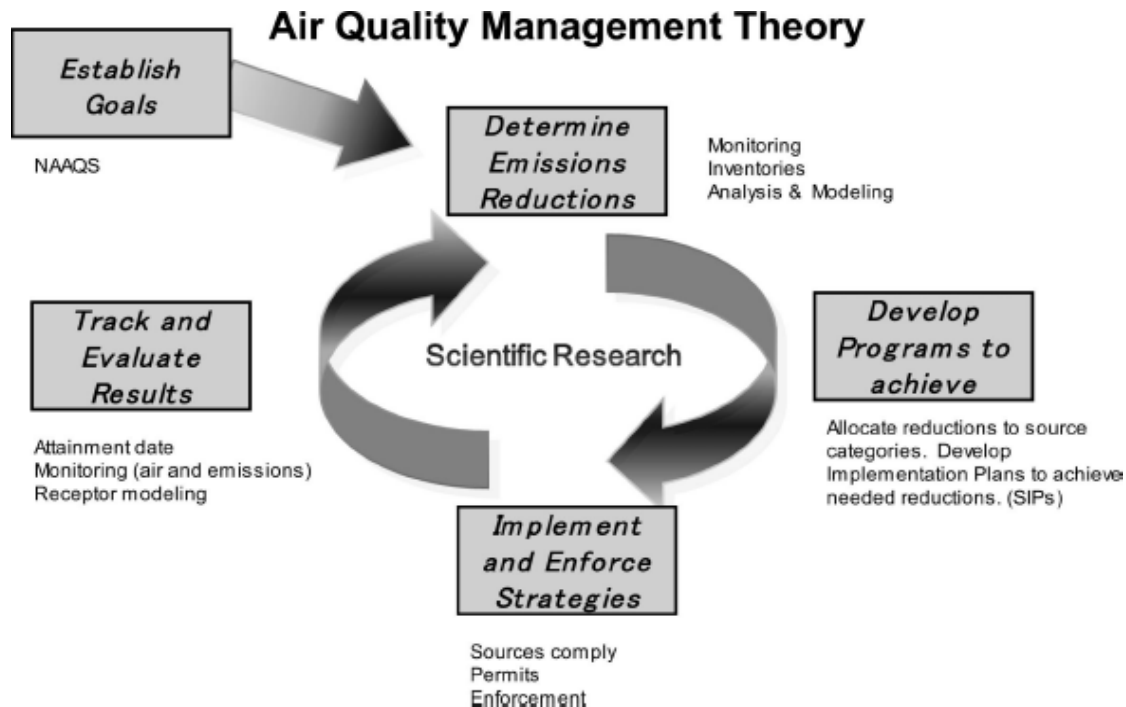 Air Quality Management Theory
Establish
Goals
NAAQS
Determine
Emissions
Reductions
Monitoring
Inventories
Analysis & Modeling
Track and
Evaluate
Results
Attainment date
Monitoring (air and emissions)
Receptor modeling
Scientific Research
Develop
Programs to
achieve
Allocate reductions to source
categories. Develop
Implementation Plans to achieve
needed reductions. (SIPs)
Implement
and Enforce
Strategies
Sources comply
Permits
Enforcement